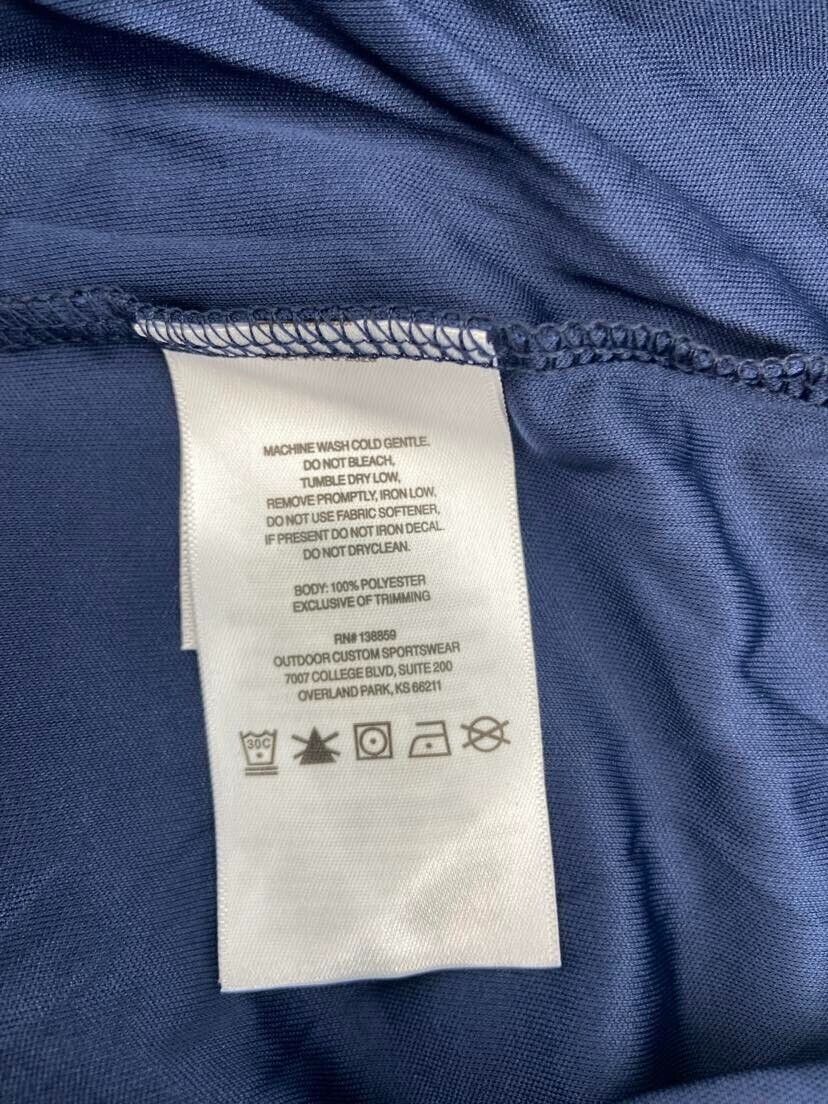 MACHINE WASH COLD GENTLE.
DO NOT BLEACH,
TUMBLE DRY LOW,
REMOVE PROMPTLY, IRON LOW.
DO NOT USE FABRIC SOFTENER,
IF PRESENT DO NOT IRON DECAL.
DO NOT DRYCLEAN.
BODY: 100% POLYESTER
EXCLUSIVE OF TRIMMING
RN# 138859
OUTDOOR CUSTOM SPORTSWEAR
7007 COLLEGE BLVD, SUITE 200
OVERLAND PARK, KS 66211
30C